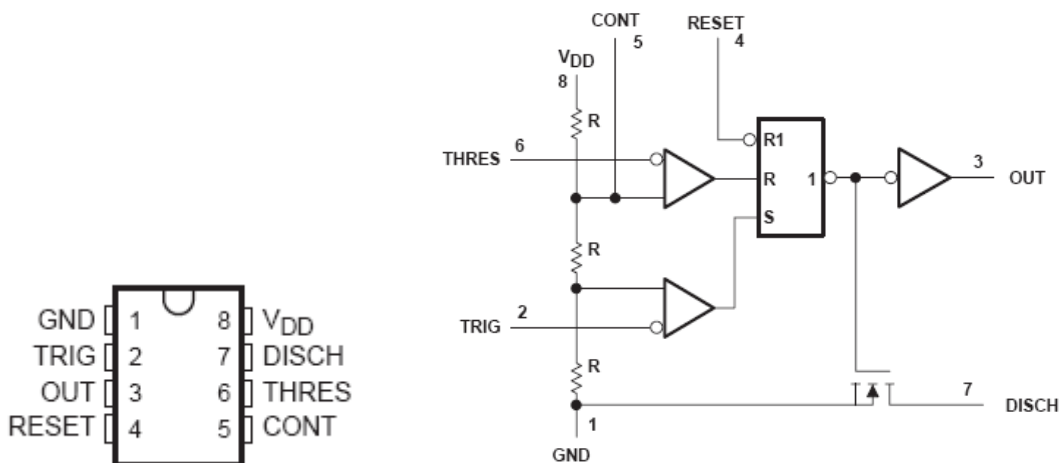 GND 1 8 VDD
TRIG 2 7 DISCH
OUT 3 6 THRES
RESET 4 5 CONT
CONT
5
RESET
4
VDD
8
R
THRES 6
R1
R 1
S
3 OUT
R
TRIG 2
R
1
GND
7 DISCH